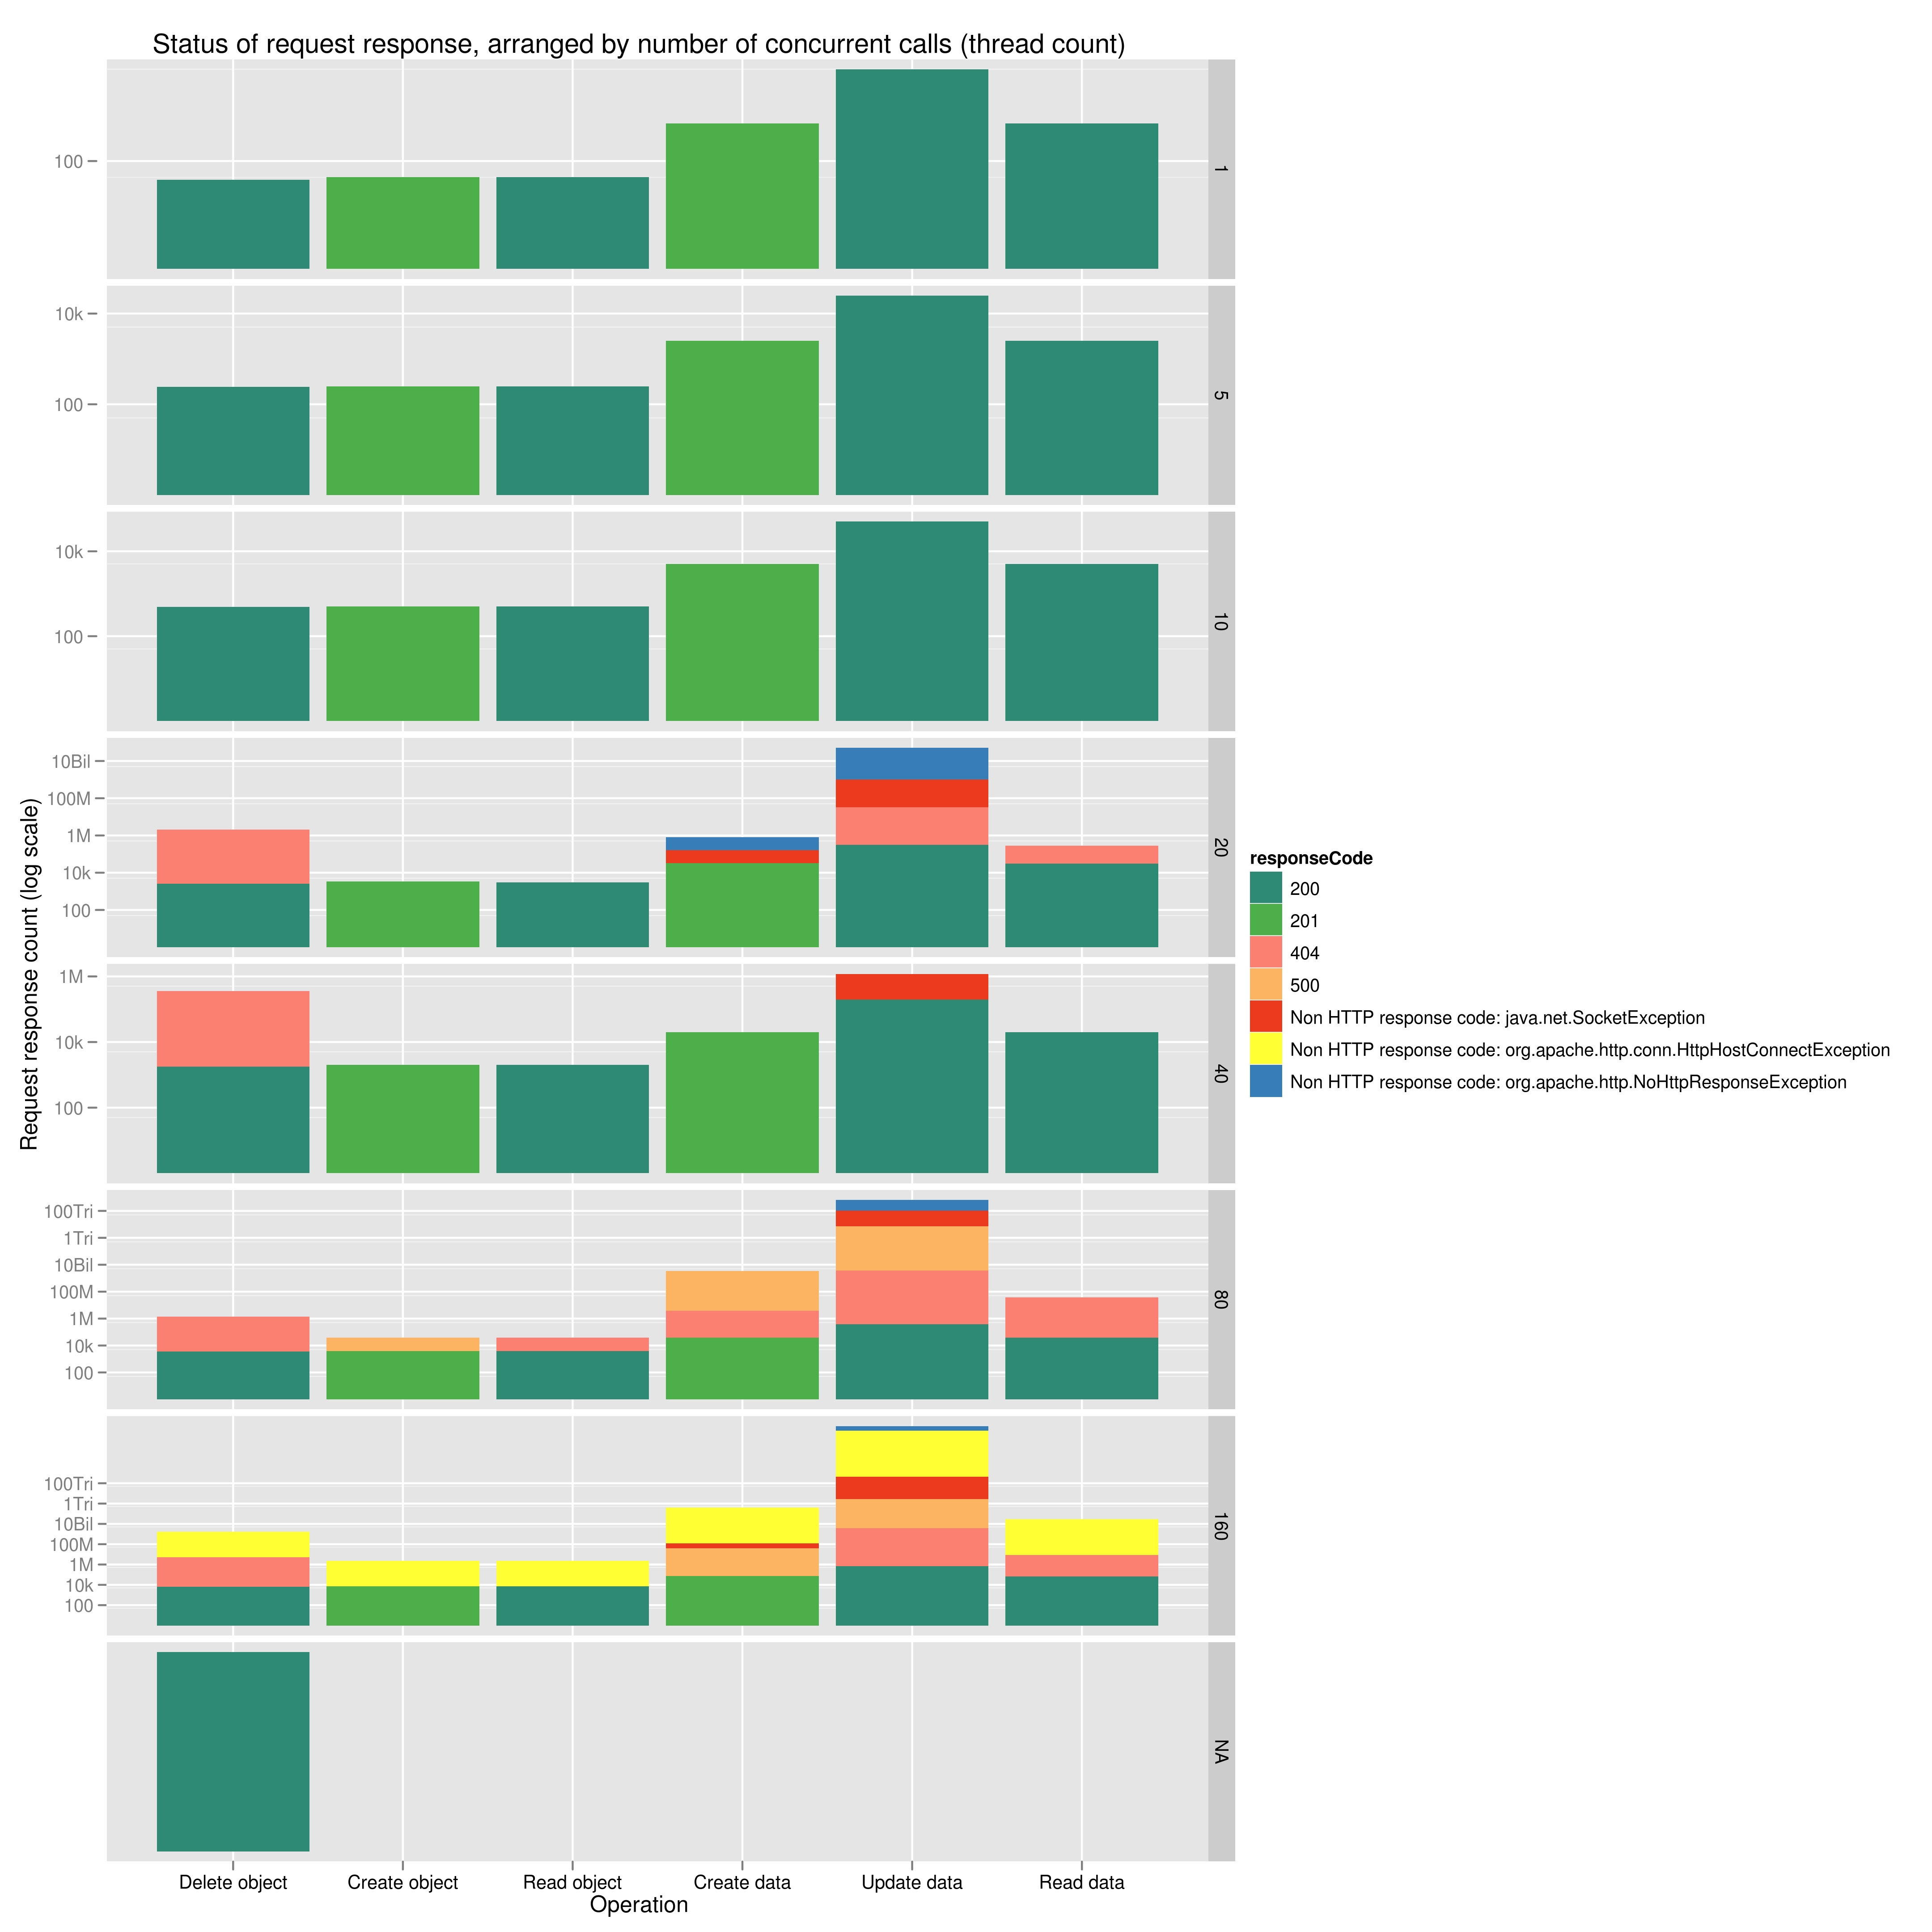 Status of request response, arranged by number of concurrent calls (thread count)
100
1
10k
100
5
10k
100
10
10Bil
100M
1M
10k
100
20
1M
10k
100
40
100Tri
1Tri
10Bil
100M
1M
10k
100
80
100Tri
1Tri
10Bil
100M
1M
10k
100
160
NA
Request response count (log scale)
Delete object
Create object
Read object
Create data
Update data
Read data
Operation
responseCode
200
201
404
500
Non HTTP response code: java.net.SocketException
Non HTTP response code: org.apache.http.conn.HttpHostConnectException
Non HTTP response code: org.apache.http.NoHttpResponseException